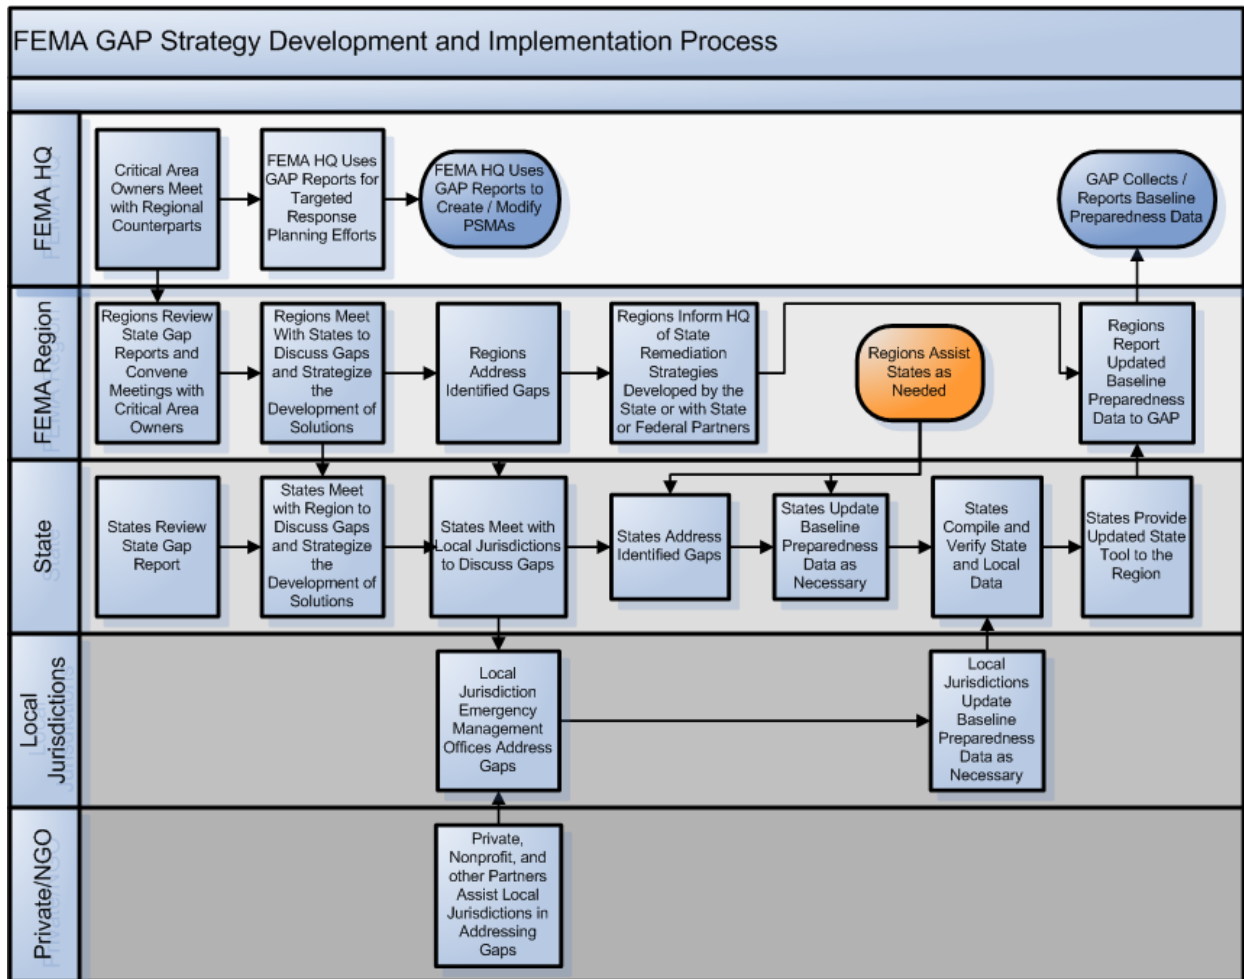 FEMA GAP Strategy Development and Implementation Process
FEMA HQ
Critical Area
Owners Meet
with Regional
Counterparts
FEMA HQ Uses
GAP Reports for
Targeted
Response
Planning Efforts
FEMA HQ Uses
GAP Reports to
Create / Modify
PSMAs
GAP Collects /
Reports Baseline
Preparedness Data
FEMA Region
Regions Review
State Gap
Reports and
Convene
Meetings with
Critical Area
Owners
Regions Meet
With States to
Discuss Gaps
and Strategize
the
Development of
Solutions
Regions
Address
Identified Gaps
Regions Inform HQ
of State
Remediation
Strategies
Developed by the
State or with State
or Federal Partners
Regions Assist
States as
Needed
Regions
Report
Updated
Baseline
Preparedness
Data to GAP
State
States Review
State Gap
Report
States Meet
with Region to
Discuss Gaps
and Strategize
the
Development of
Solutions
States Meet with
Local Jurisdictions
to Discuss Gaps
States Address
Identified Gaps
States Update
Baseline
Preparedness
Data as
Necessary
States
Compile and
Verify State
and Local
Data
States Provide
Updated State
Tool to the
Region
Local
Jurisdictions
Local
Jurisdiction
Emergency
Management
Offices Address
Gaps
Local
Jurisdictions
Update
Baseline
Preparedness
Data as
Necessary
Private/NGO
Private,
Nonprofit, and
other Partners
Assist Local
Jurisdictions in
Addressing
Gaps